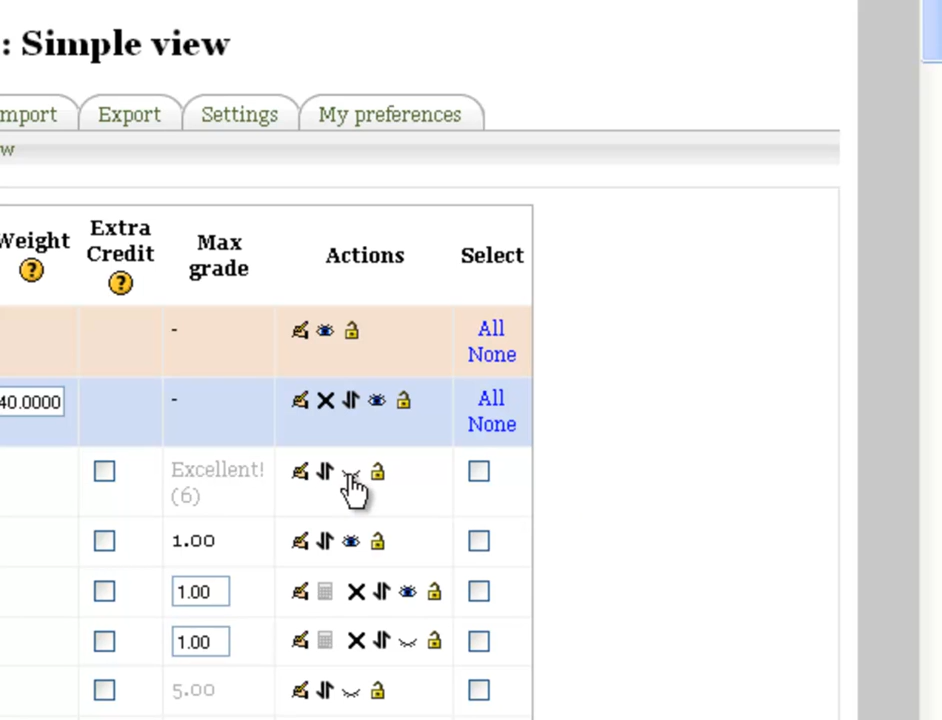 : Simple view
mport Export Settings My preferences
w
Weight ? Extra Credit ? Max grade Actions Select
- All
None
40.0000 - All
None
Excellent!
(6)
1.00
1.00
1.00
5.00